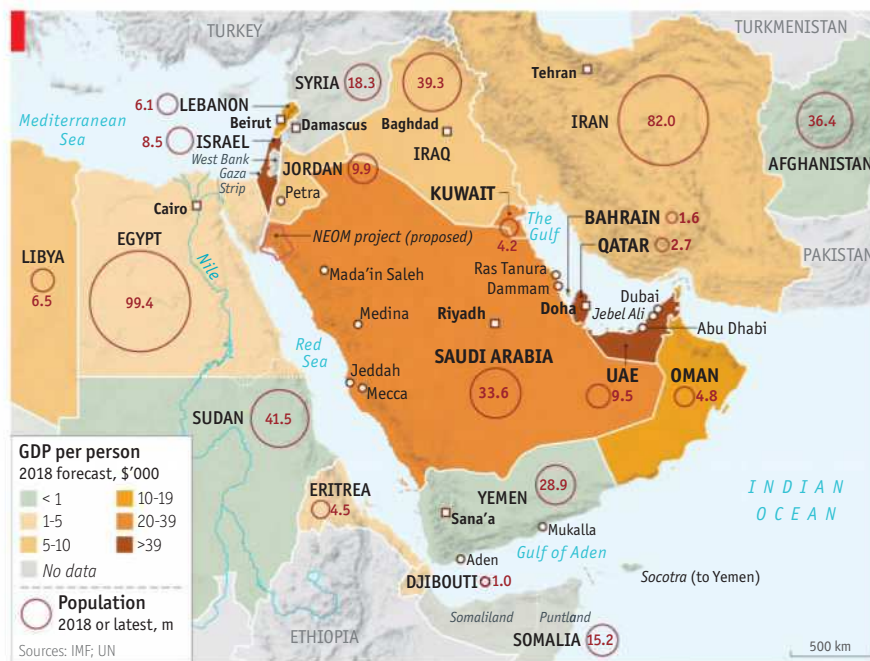 TURKEY
TURKMENISTAN
SYRIA 18.3
39.3
Tehran
6.1 LEBANON
Beirut
Damascus
Baghdad
IRAN
82.0
36.4
AFGHANISTAN
Mediterranean
Sea
8.5 ISRAEL
West Bank
Gaza
Strip
JORDAN 9.9
IRAQ
Petra
KUWAIT
4.2
The
Gulf
BAHRAIN 1.6
QATAR 2.7
PAKISTAN
Cairo
EGYPT
99.4
Nile
LIBYA
6.5
NEOM project (proposed)
Mada'in Saleh
Ras Tanura
Dammam
Doha
Dubai
Jebel Ali
Abu Dhabi
Medina
Riyadh
Red
Sea
SAUDI ARABIA
33.6
UAE
9.5
OMAN
4.8
Jeddah
Mecca
SUDAN 41.5
GDP per person
2018 forecast, $'000
< 1
1-5
5-10
No data
10-19
20-39
>39
Population
2018 or latest, m
Sources: IMF; UN
ERITREA
4.5
YEMEN
28.9
Sana'a
Mukalla
Aden
Gulf of Aden
INDIAN
OCEAN
DJIBOUTI 1.0
Socotra (to Yemen)
Somaliland
Puntland
ETHIOPIA
SOMALIA 15.2
500 km